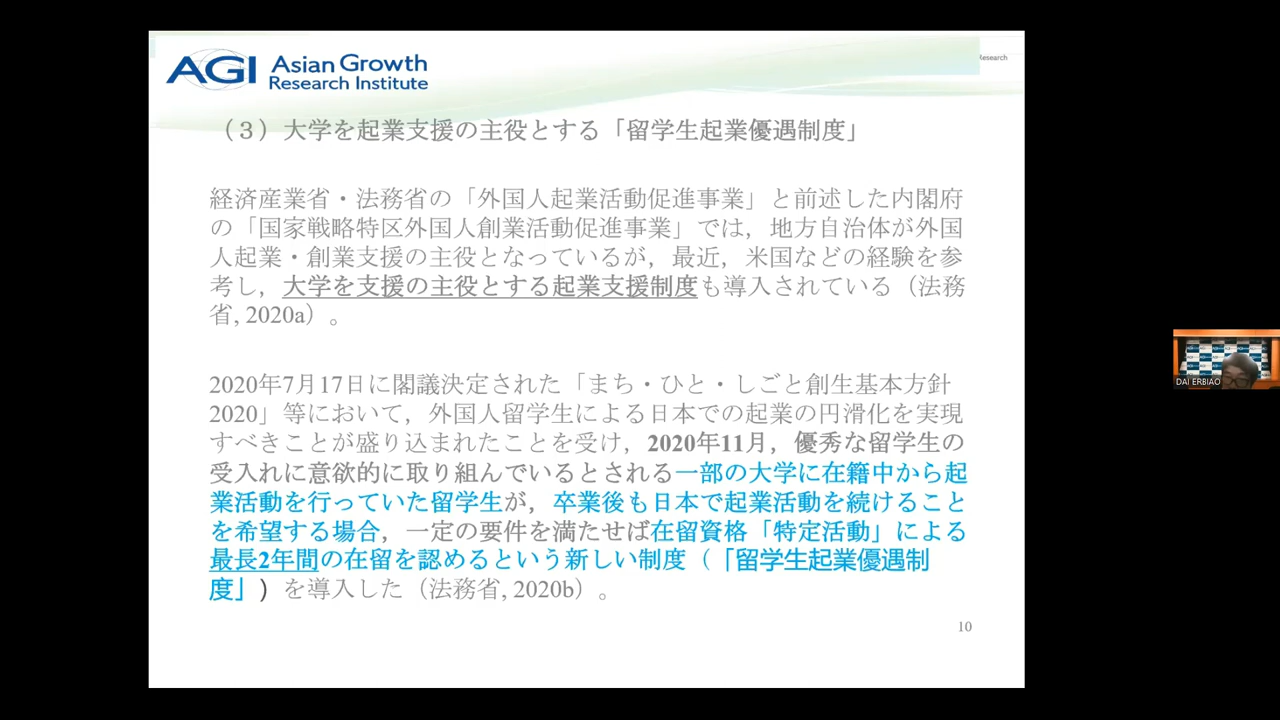 AGI Asian Growth
Research Institute
Research
（３）大学を起業支援の主役とする「留学生起業優遇制度」
経済産業省・法務省の「外国人起業活動促進事業」と前述した内閣府
の「国家戦略特区外国人創業活動促進事業」では，地方自治体が外国
人起業・創業支援の主役となっているが，最近，米国などの経験を参
考し，大学を支援の主役とする起業支援制度も導入されている（法務
省, 2020a）。
2020年7月17日に閣議決定された「まち・ひと・しごと創生基本方針
2020」等において，外国人留学生による日本での起業の円滑化を実現
すべきことが盛り込まれたことを受け，2020年11月，優秀な留学生の
受入れに意欲的に取り組んでいるとされる一部の大学に在籍中から起
業活動を行っていた留学生が，卒業後も日本で起業活動を続けること
を希望する場合，一定の要件を満たせば在留資格「特定活動」による
最長2年間の在留を認めるという新しい制度（「留学生起業優遇制
度」）を導入した（法務省, 2020b）。
10
DAI ERBIAO